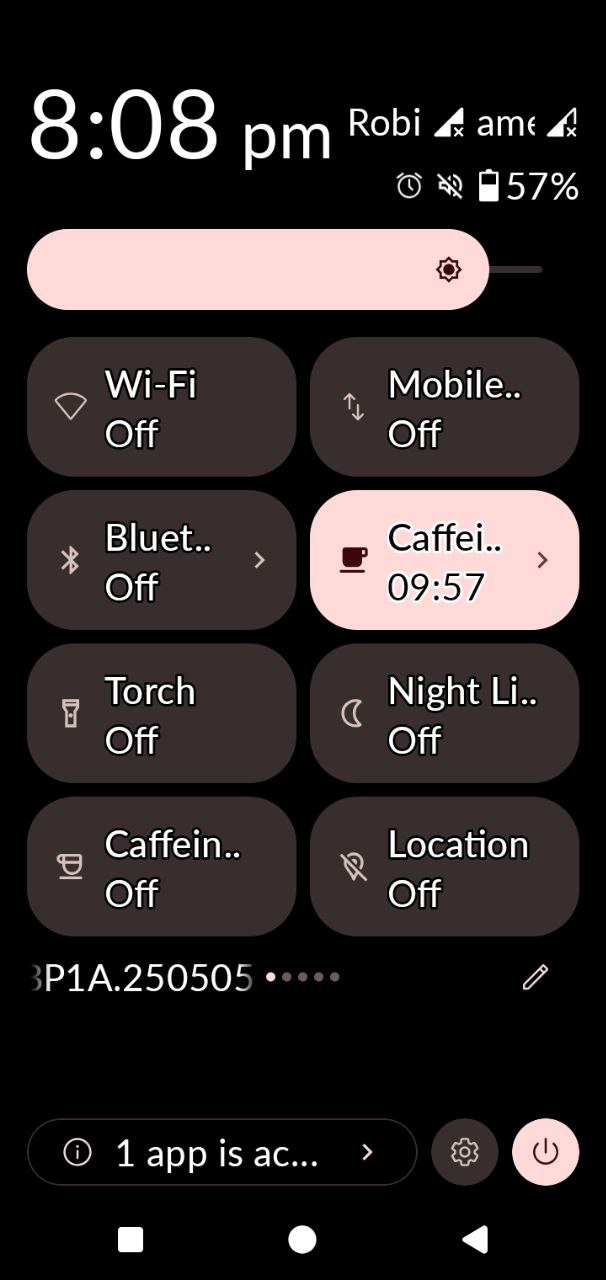 8:08 pm
Robi ame
57%
Wi-Fi
Off
Mobile..
Off
Bluet..
Off
Caffei..
09:57
Torch
Off
Night Li..
Off
Caffein..
Off
Location
Off
BP1A.250505
1 app is ac...